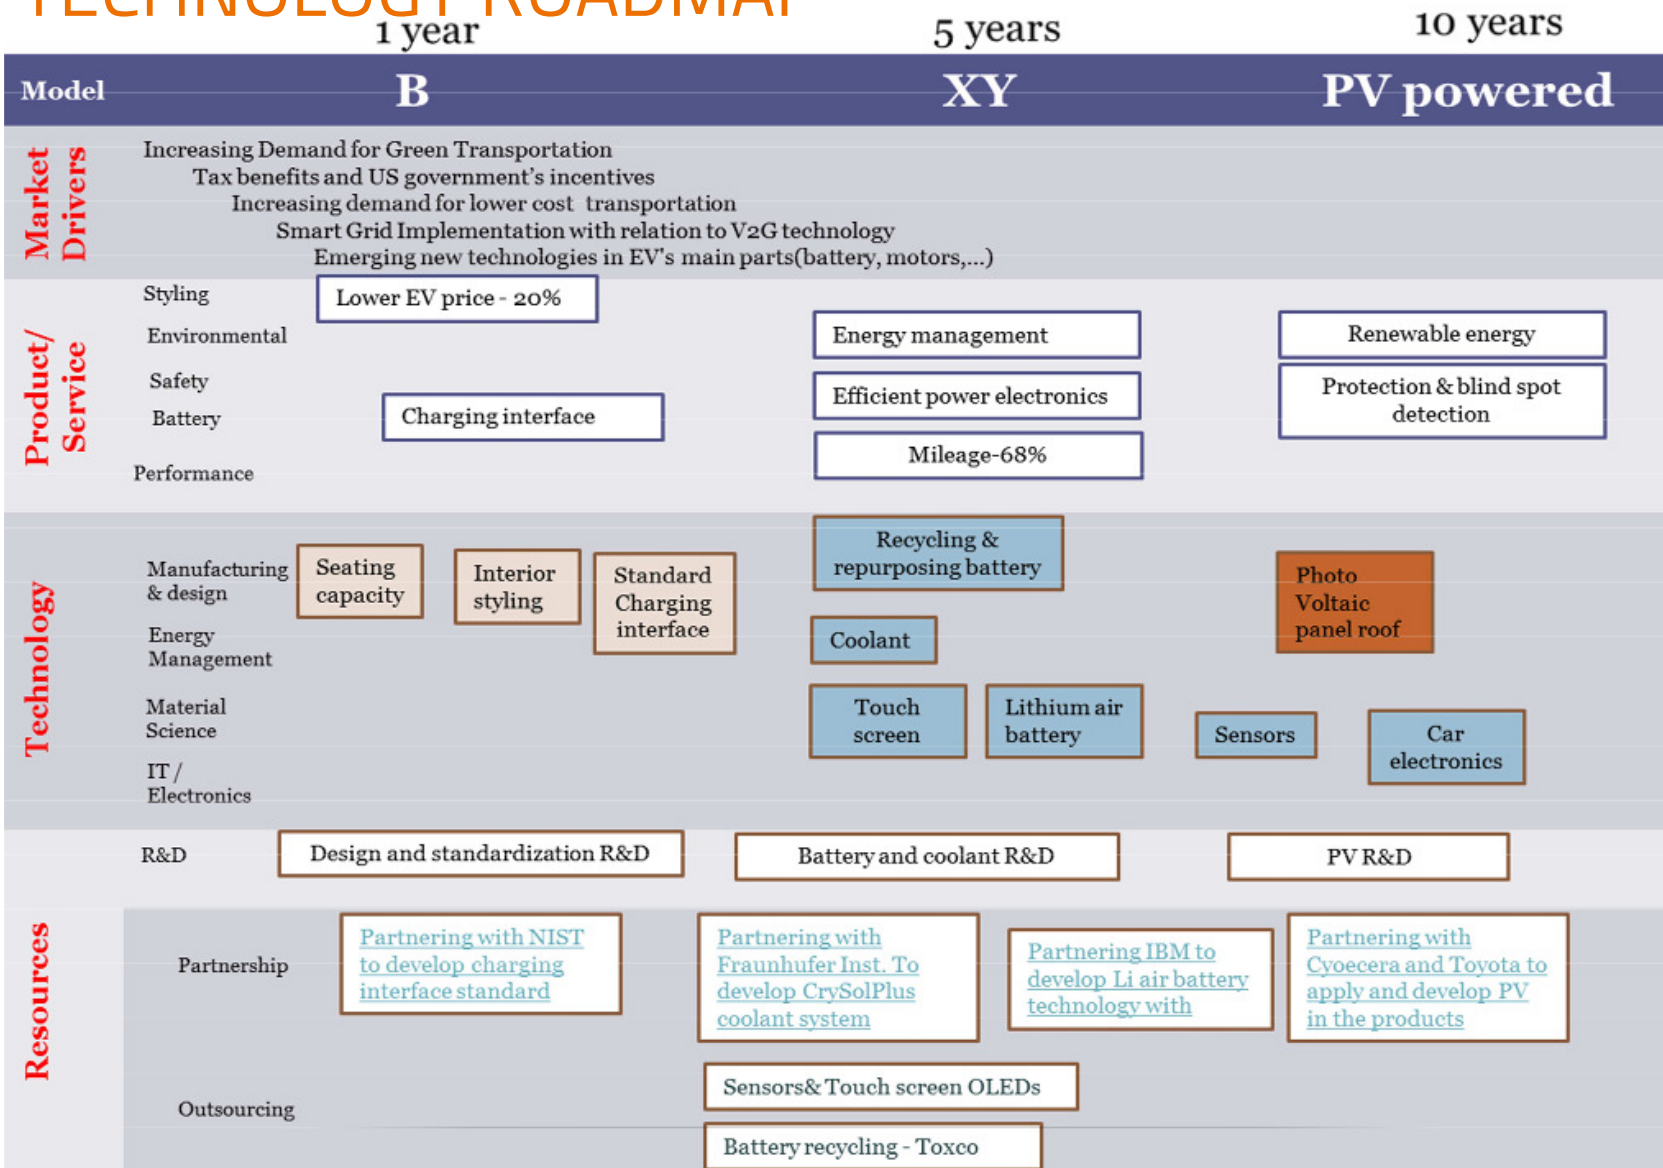 TECHNOLOGY ROADMAP
1 year
5 years
10 years
Model
B
XY
PV powered
Market
Drivers
Increasing Demand for Green Transportation
Tax benefits and US government's incentives
Increasing demand for lower cost transportation
Smart Grid Implementation with relation to V2G technology
Emerging new technologies in EV's main parts(battery, motors,...)
Product/
Service
Styling
Lower EV price - 20%
Environmental
Energy management
Renewable energy
Safety
Efficient power electronics
Protection & blind spot
detection
Battery
Charging interface
Mileage-68%
Performance
Technology
Manufacturing
& design
Seating
capacity
Interior
styling
Standard
Charging
interface
Recycling &
repurposing battery
Photo
Voltaic
panel roof
Energy
Management
Coolant
Material
Science
Touch
screen
Lithium air
battery
Sensors
Car
electronics
IT /
Electronics
R&D
Design and standardization R&D
Battery and coolant R&D
PV R&D
Resources
Partnership
Partnering with NIST
to develop charging
interface standard
Partnering with
Fraunhufer Inst. To
develop CrySolPlus
coolant system
Partnering IBM to
develop Li air battery
technology with
Partnering with
Cyoecera and Toyota to
apply and develop PV
in the products
Outsourcing
Sensors& Touch screen OLEDs
Battery recycling - Toxco